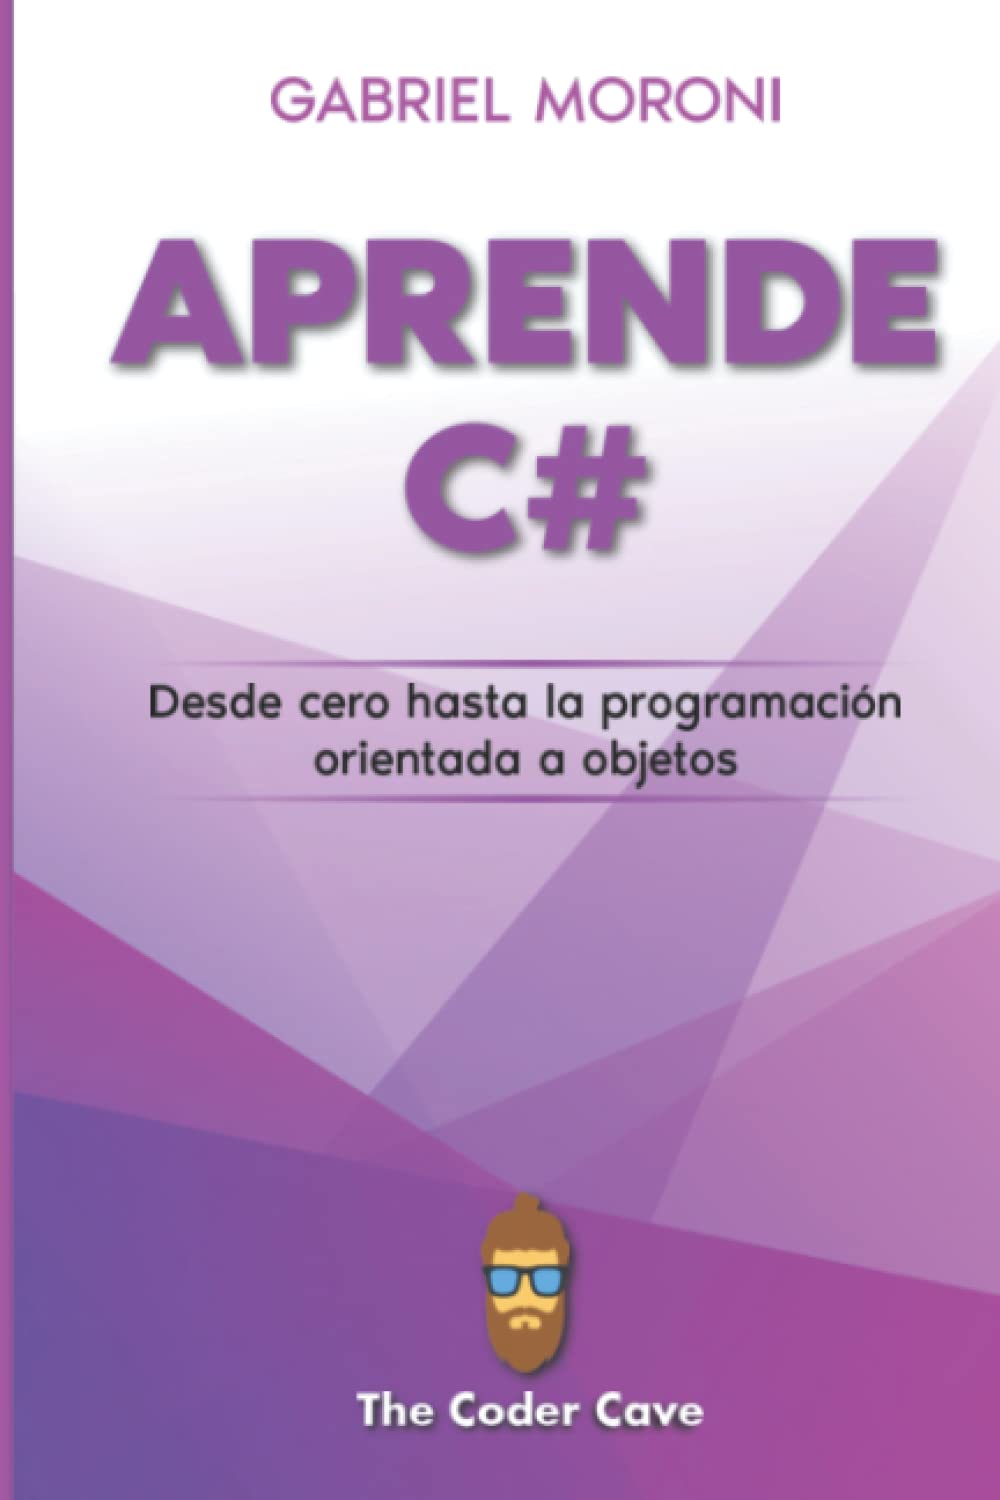 GABRIEL MORONI
APRENDE
C#
Desde cero hasta la programación
orientada a objetos
The Coder Cave